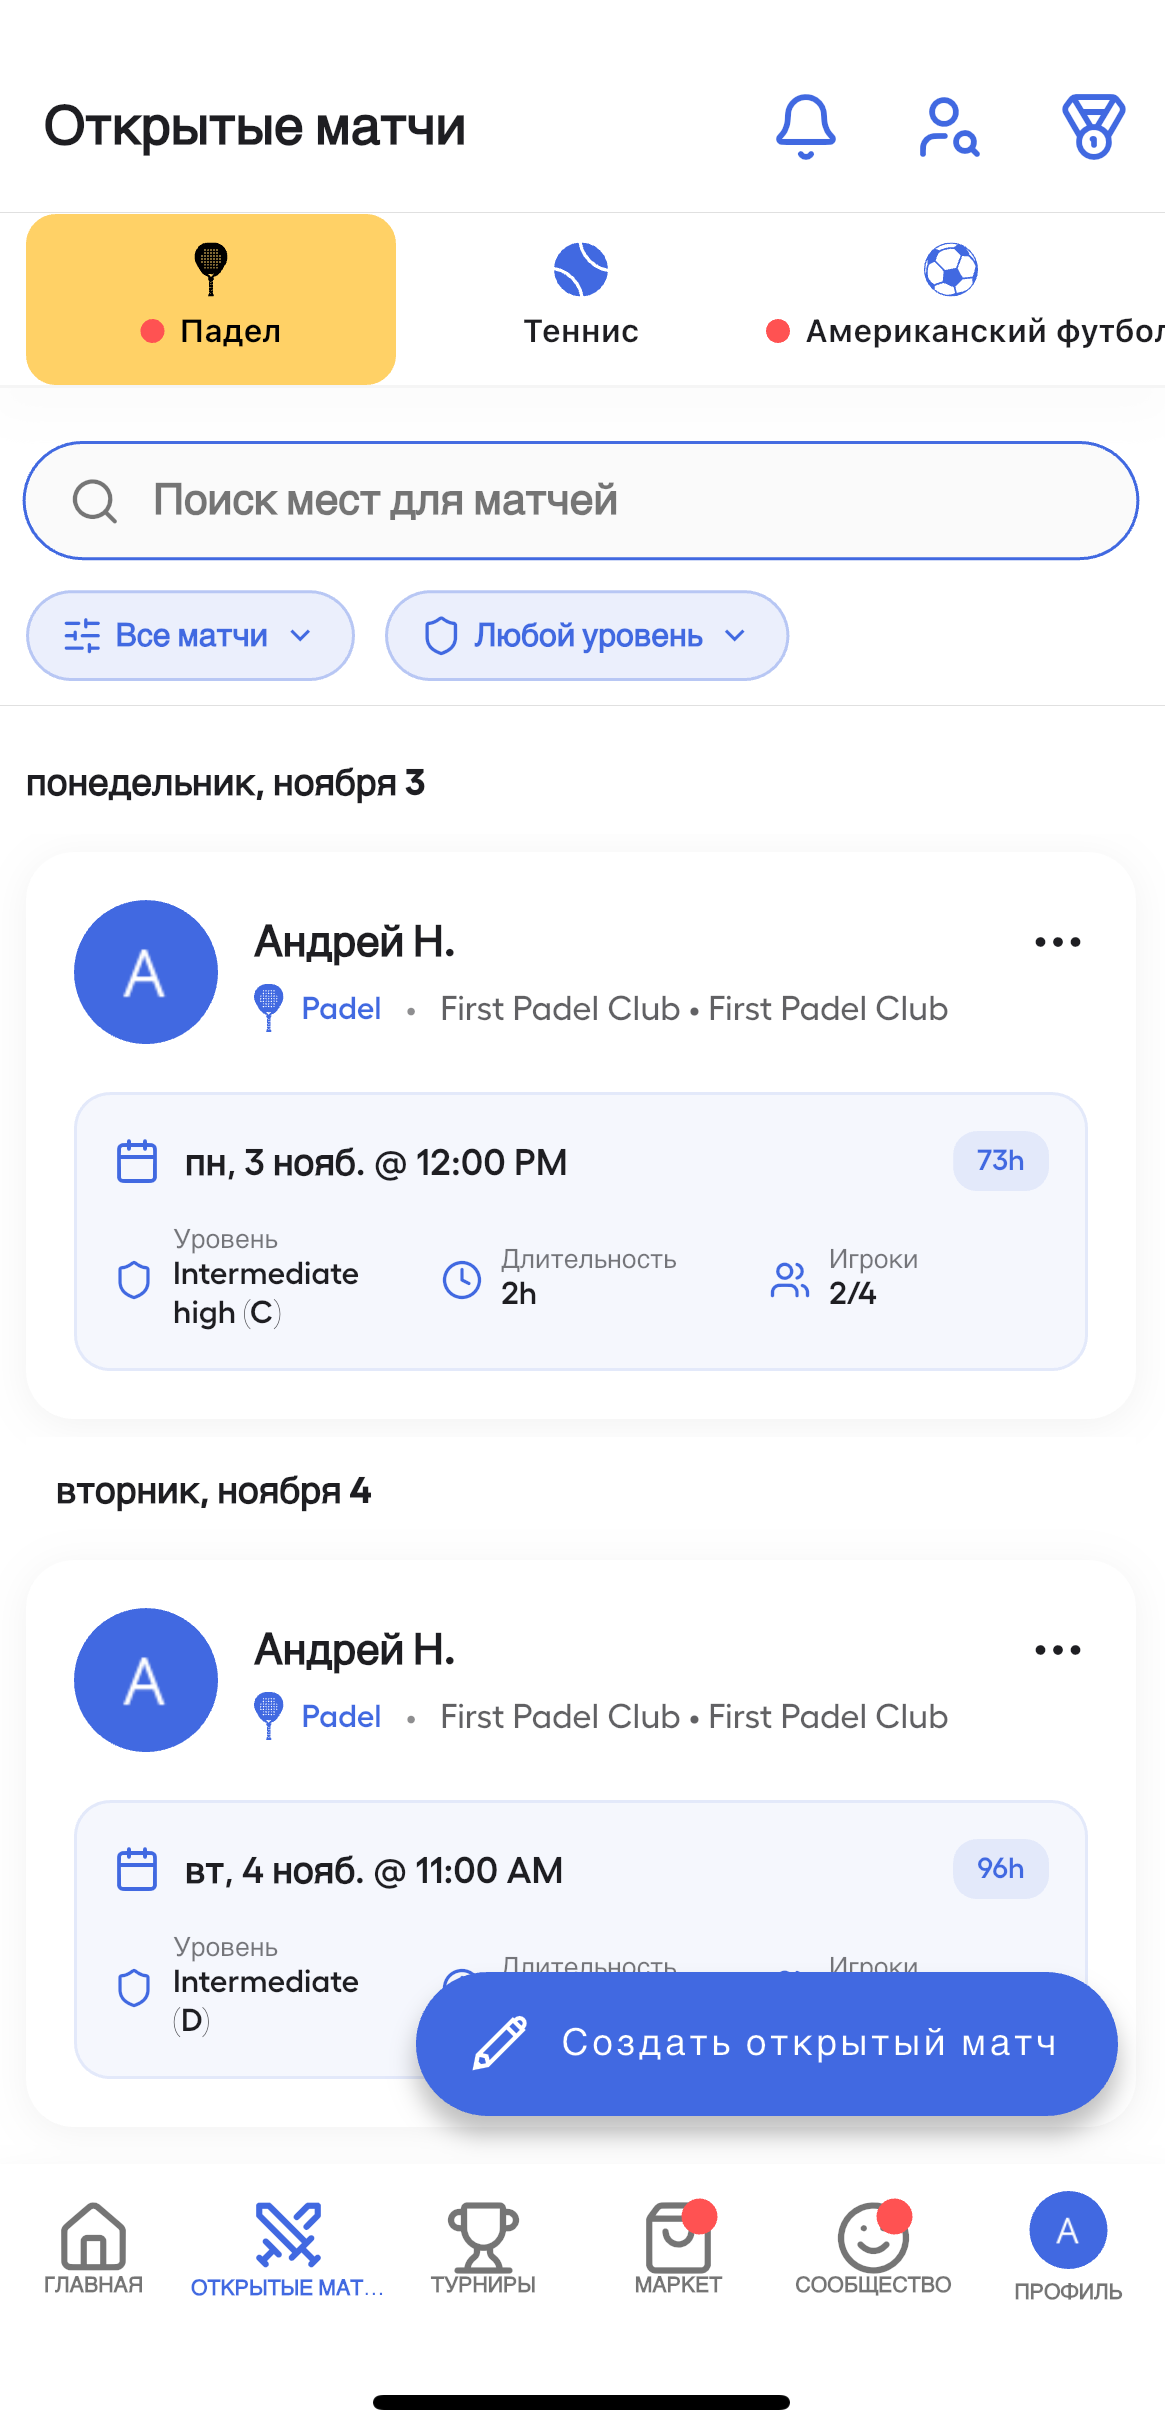 Открытые матчи
Падел
Теннис
Американский футбол
Поиск мест для матчей
Все матчи
Любой уровень
понедельник, ноября 3
A
Андрей Н.
Padel • First Padel Club • First Padel Club
пн, 3 нояб. @ 12:00 PM
73h
Уровень
Intermediate
high (C)
Длительность
2h
Игроки
2/4
вторник, ноября 4
A
Андрей Н.
Padel • First Padel Club • First Padel Club
вт, 4 нояб. @ 11:00 AM
96h
Уровень
Intermediate
(D)
Длительность
Игроки
Создать открытый матч
ГЛАВНАЯ
ОТКРЫТЫЕ МАТ...
ТУРНИРЫ
МАРКЕТ
СООБЩЕСТВО
A
ПРОФИЛЬ